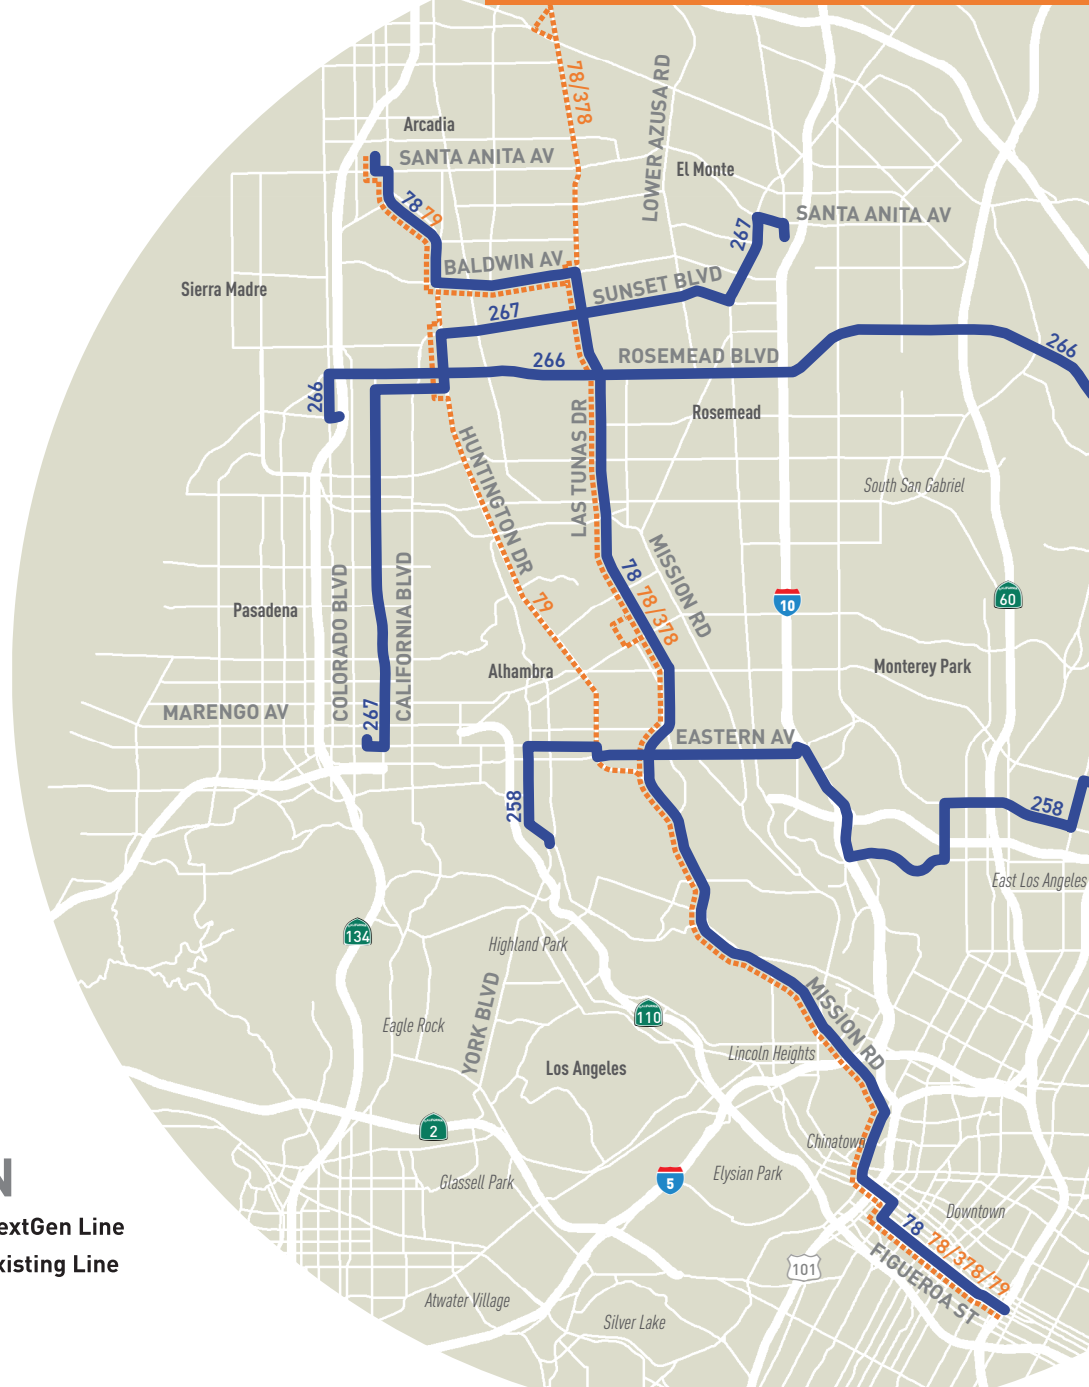 78/378
LOWER AZUSA RD
Arcadia
SANTA ANITA AV
El Monte
78 79
SANTA ANITA AV
267
BALDWIN AV
Sierra Madre
SUNSET BLVD
267
ROSEMEAD BLVD
266
266
266
Rosemead
LAS TUNAS DR
HUNTINGTON DR
South San Gabriel
MISSION RD
78
78/378
79
10
60
Pasadena
COLORADO BLVD
CALIFORNIA BLVD
Alhambra
Monterey Park
MARENGO AV
267
EASTERN AV
258
258
East Los Angeles
134
Highland Park
YORK BLVD
MISSION RD
110
Eagle Rock
Lincoln Heights
Los Angeles
2
Chinatown
Glassell Park
5
Elysian Park
Downtown
78
78/378/79
FIGUEROA ST
101
Atwater Village
Silver Lake
N
extGen Line
xisting Line